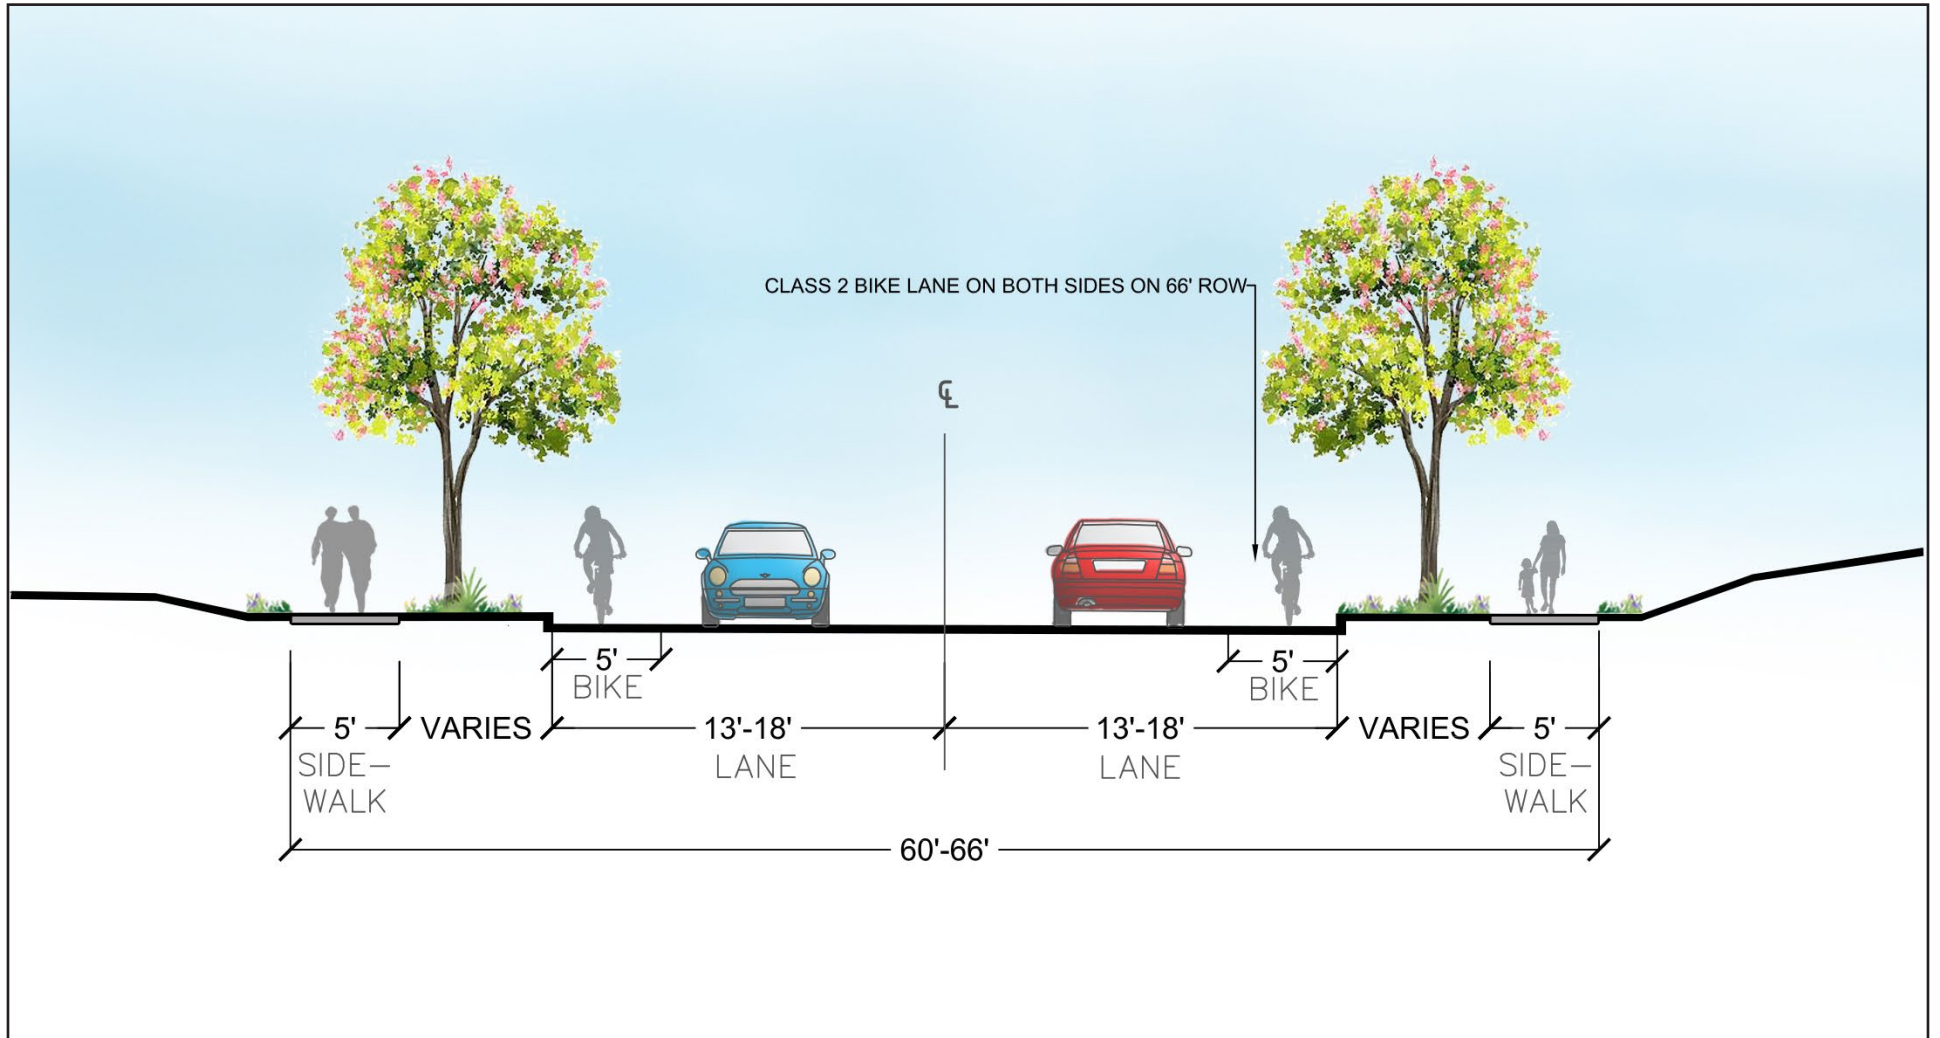 CLASS 2 BIKE LANE ON BOTH SIDES ON 66' ROW
℄
5'
BIKE
5'
BIKE
5'
SIDE-
WALK
VARIES
13'-18'
LANE
13'-18'
LANE
VARIES
5'
SIDE-
WALK
60'-66'